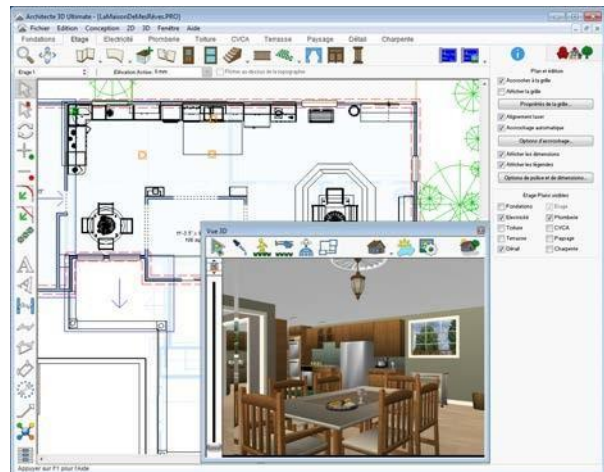 Architecte 3D Ultimate - [LaMaisonDeMesRêves.PRO]
Fichier Edition Conception 2D 3D Fenêtre Aide
Fondations Etage Electricité Plomberie Toiture CVCA Terrasse Paysage Détail Charpente
Etage 1
Elévation Active: 0 mm
Plan et édition
Accrocher à la grille
Afficher la grille
Propriétés de la grille...
Alignement laser
Accrochage automatique
Options d'accrochage...
Afficher les dimensions
Afficher les légendes
Options de police et de dimensions...
Etage Plans visibles
Fondations Etage
Electricité Plomberie
Toiture CVCA
Terrasse Paysage
Détail Charpente
Vue 3D
Appuyer sur F1 pour l'Aide